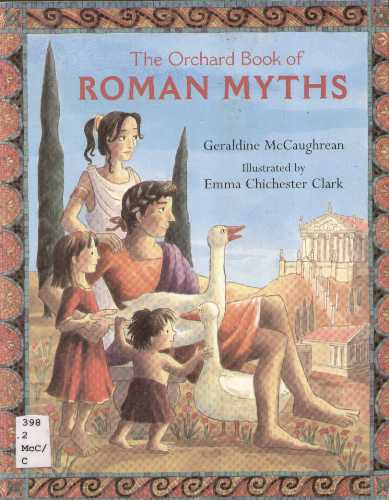 The Orchard Book of
ROMAN MYTHS
Geraldine McCaughrean
Illustrated by
Emma Chichester Clark
398
.2
McC/
C